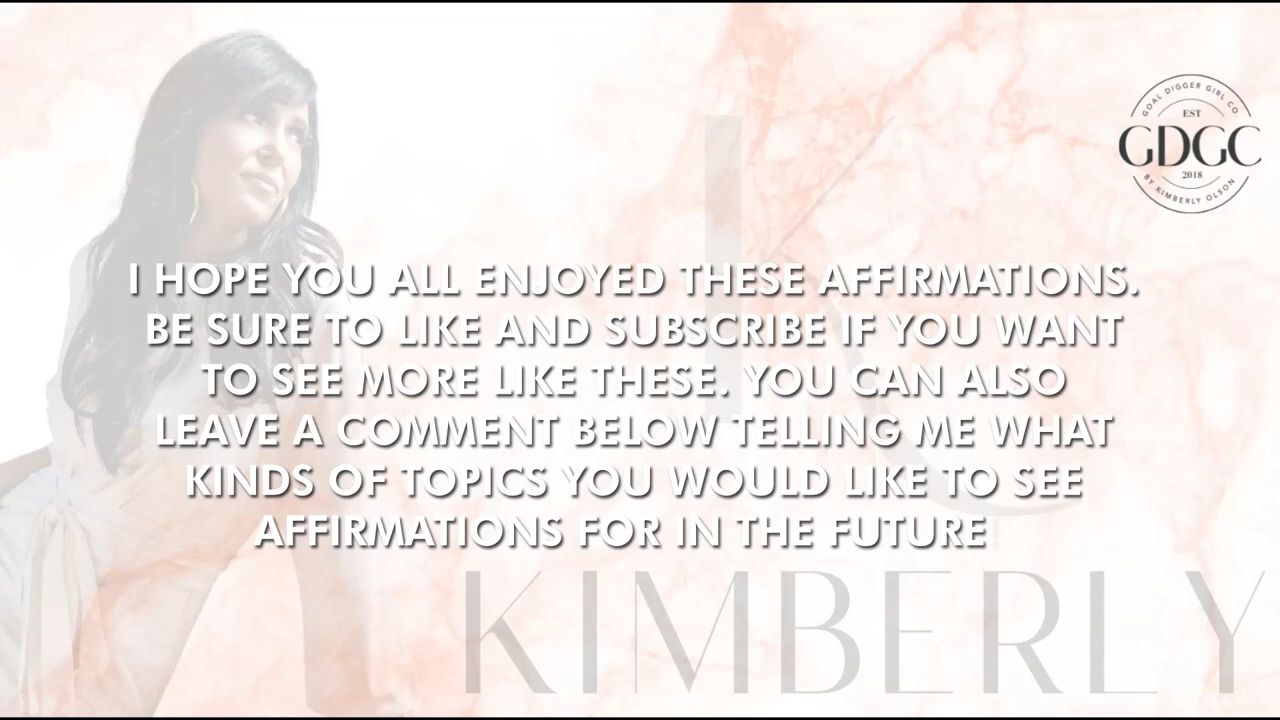 GOAL DIGGER GIRL CO.
EST
GDGC
2018
BY KIMBERLY OLSON
I HOPE YOU ALL ENJOYED THESE AFFIRMATIONS.
BE SURE TO LIKE AND SUBSCRIBE IF YOU WANT
TO SEE MORE LIKE THESE. YOU CAN ALSO
LEAVE A COMMENT BELOW TELLING ME WHAT
KINDS OF TOPICS YOU WOULD LIKE TO SEE
AFFIRMATIONS FOR IN THE FUTURE
KIMBERLY